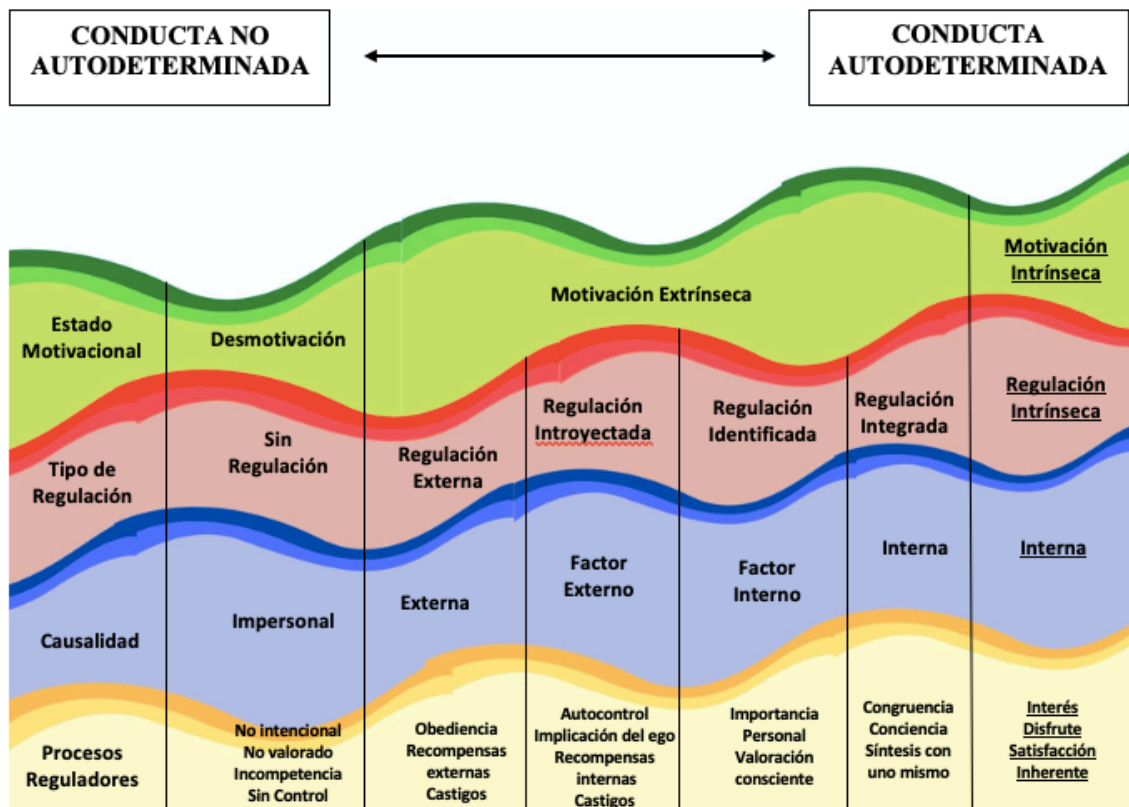 CONDUCTA NO
AUTODETERMINADA
CONDUCTA
AUTODETERMINADA
Estado
Motivacional
Desmotivación
Motivación Extrínseca
Motivación
Intrínseca
Tipo de
Regulación
Sin
Regulación
Regulación
Externa
Regulación
Introyectada
Regulación
Identificada
Regulación
Integrada
Regulación
Intrínseca
Causalidad
Impersonal
Externa
Factor
Externo
Factor
Interno
Interna
Interna
Procesos
Reguladores
No intencional
No valorado
Incompetencia
Sin Control
Obediencia
Recompensas
externas
Castigos
Autocontrol
Implicación del ego
Recompensas
internas
Castigos
Importancia
Personal
Valoración
consciente
Congruencia
Conciencia
Síntesis con
uno mismo
Interés
Disfrute
Satisfacción
Inherente